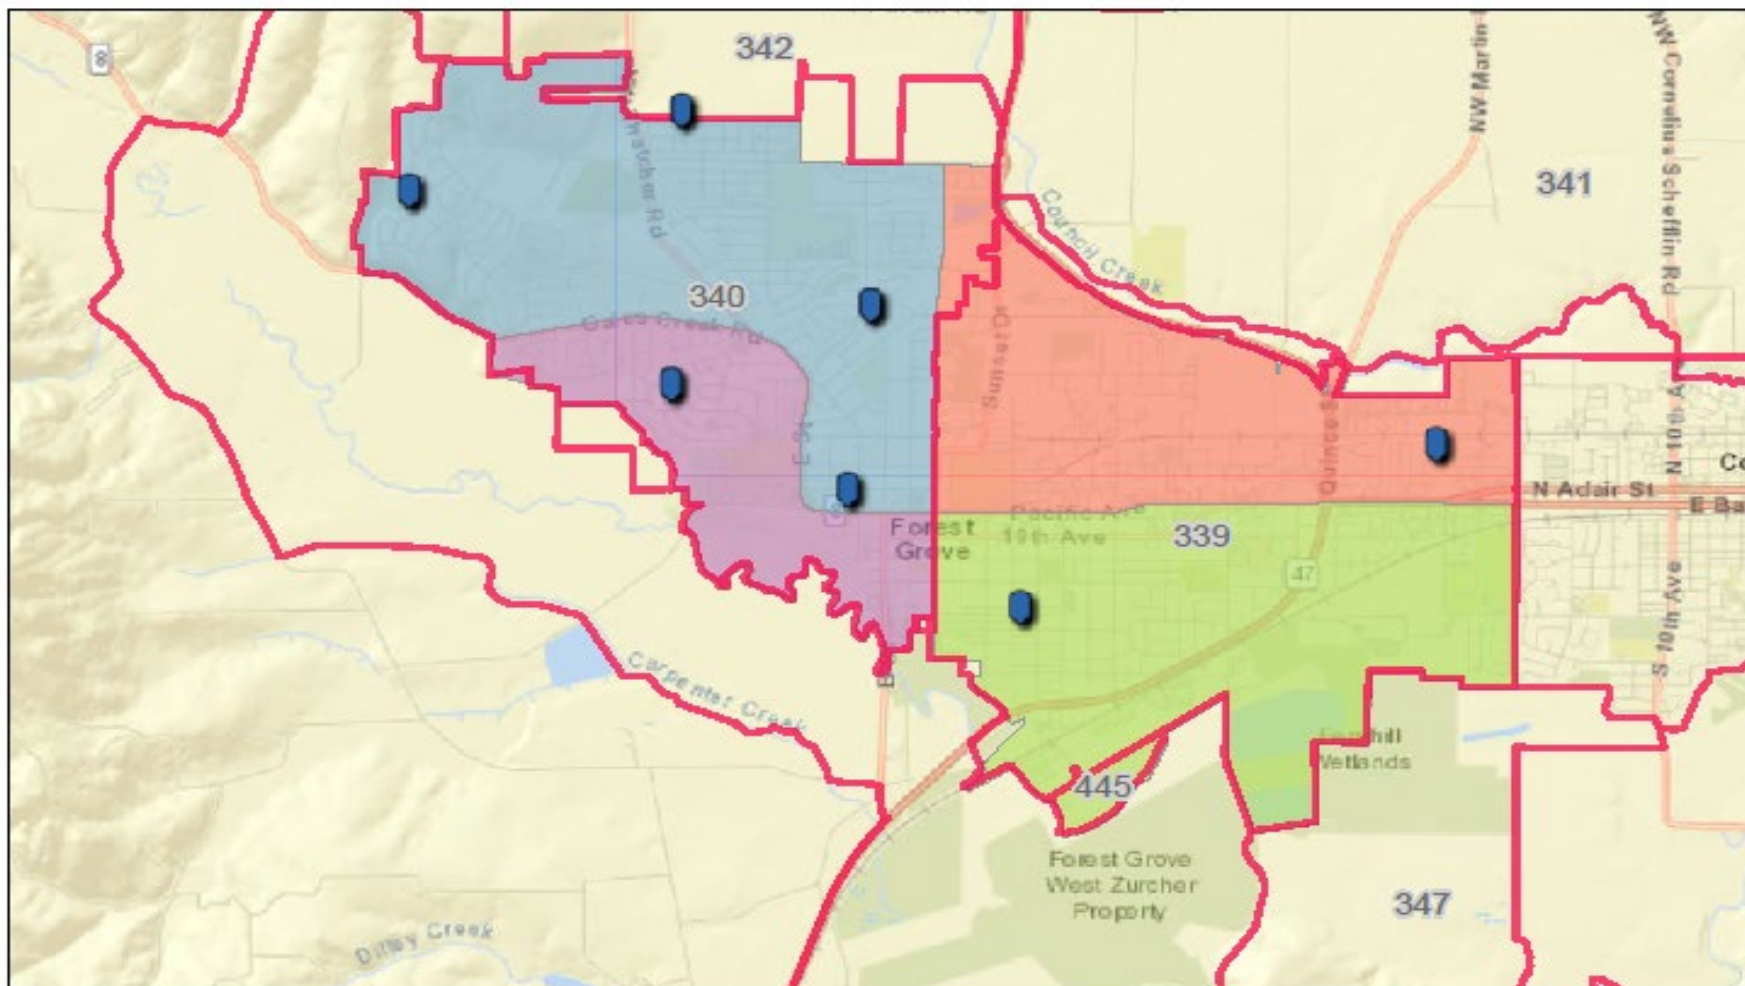 342
NW Martin
NW Cornelius Schefflin Rd
341
Council Creek
340
Gales Creek Rd
Sunset Dr
E St
N 10th Av
N Adair St
E Ba
Forest
Grove
Pacific Ave
19th Ave
339
47
S 10th Ave
B
Carpenter Creek
Fernhill
Wetlands
445
Forest Grove
West Zurcher
Property
347
Dilley Creek